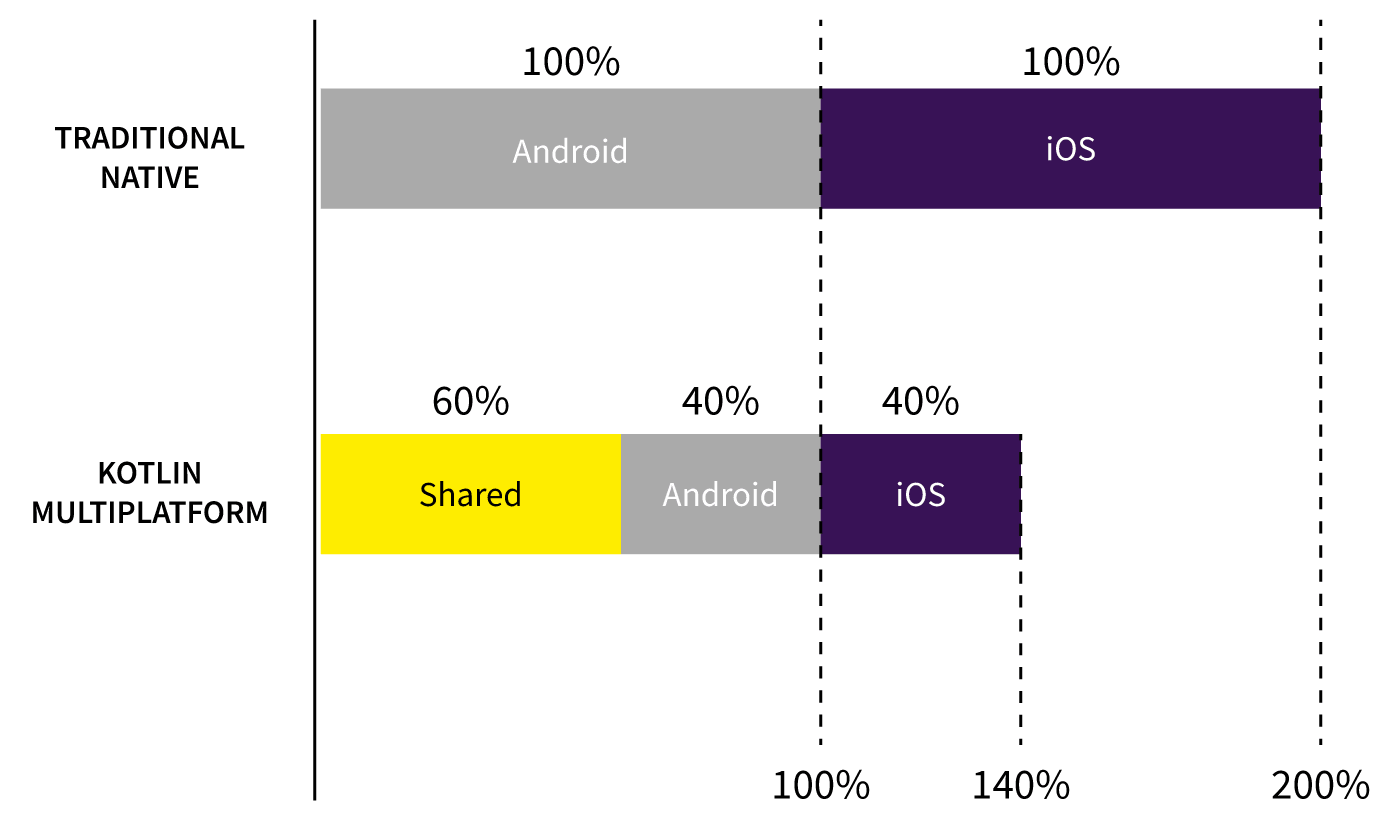 100%
100%
TRADITIONAL
NATIVE
Android
iOS
60%
40%
40%
KOTLIN
MULTIPLATFORM
Shared
Android
iOS
100%
140%
200%